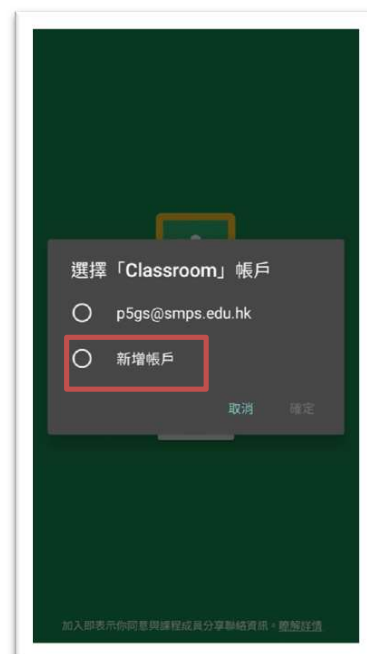 選擇「Classroom」帳戶
p5gs@smps.edu.hk
新增帳戶
取消 確定
加入即表示你同意與課程成員分享聯絡資訊。瞭解詳情